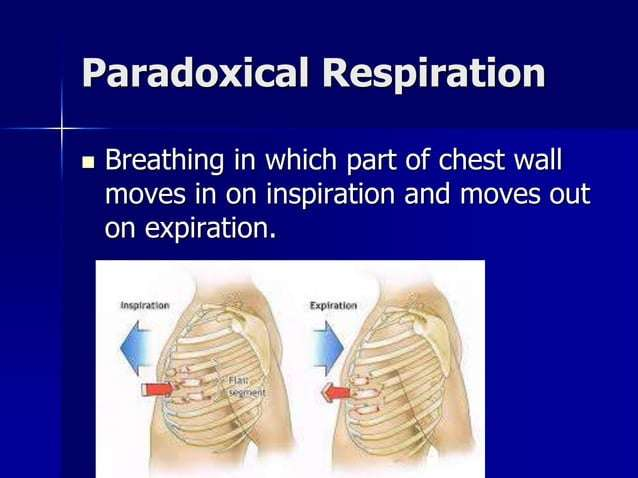 Paradoxical Respiration
Breathing in which part of chest wall
moves in on inspiration and moves out
on expiration.
Inspiration
Expiration
Flail
segment